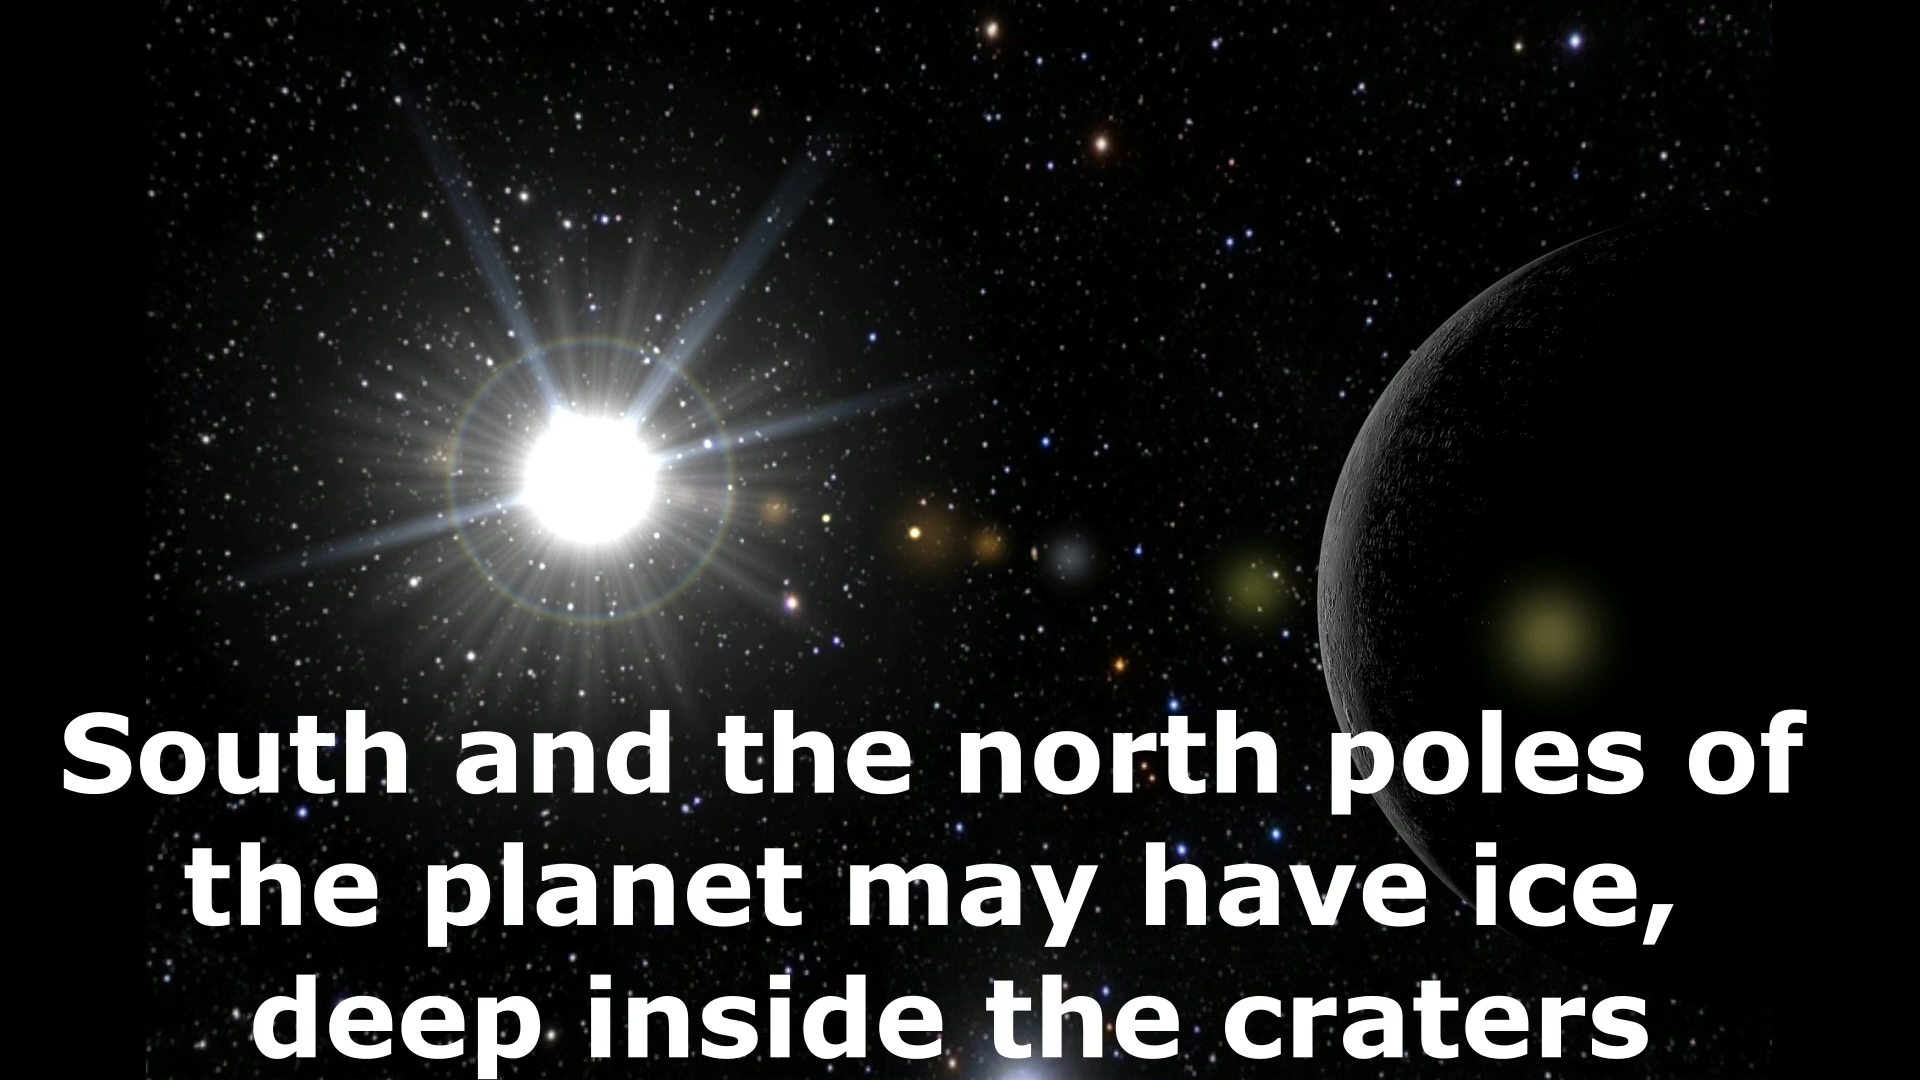 South and the north poles of
the planet may have ice,
deep inside the craters